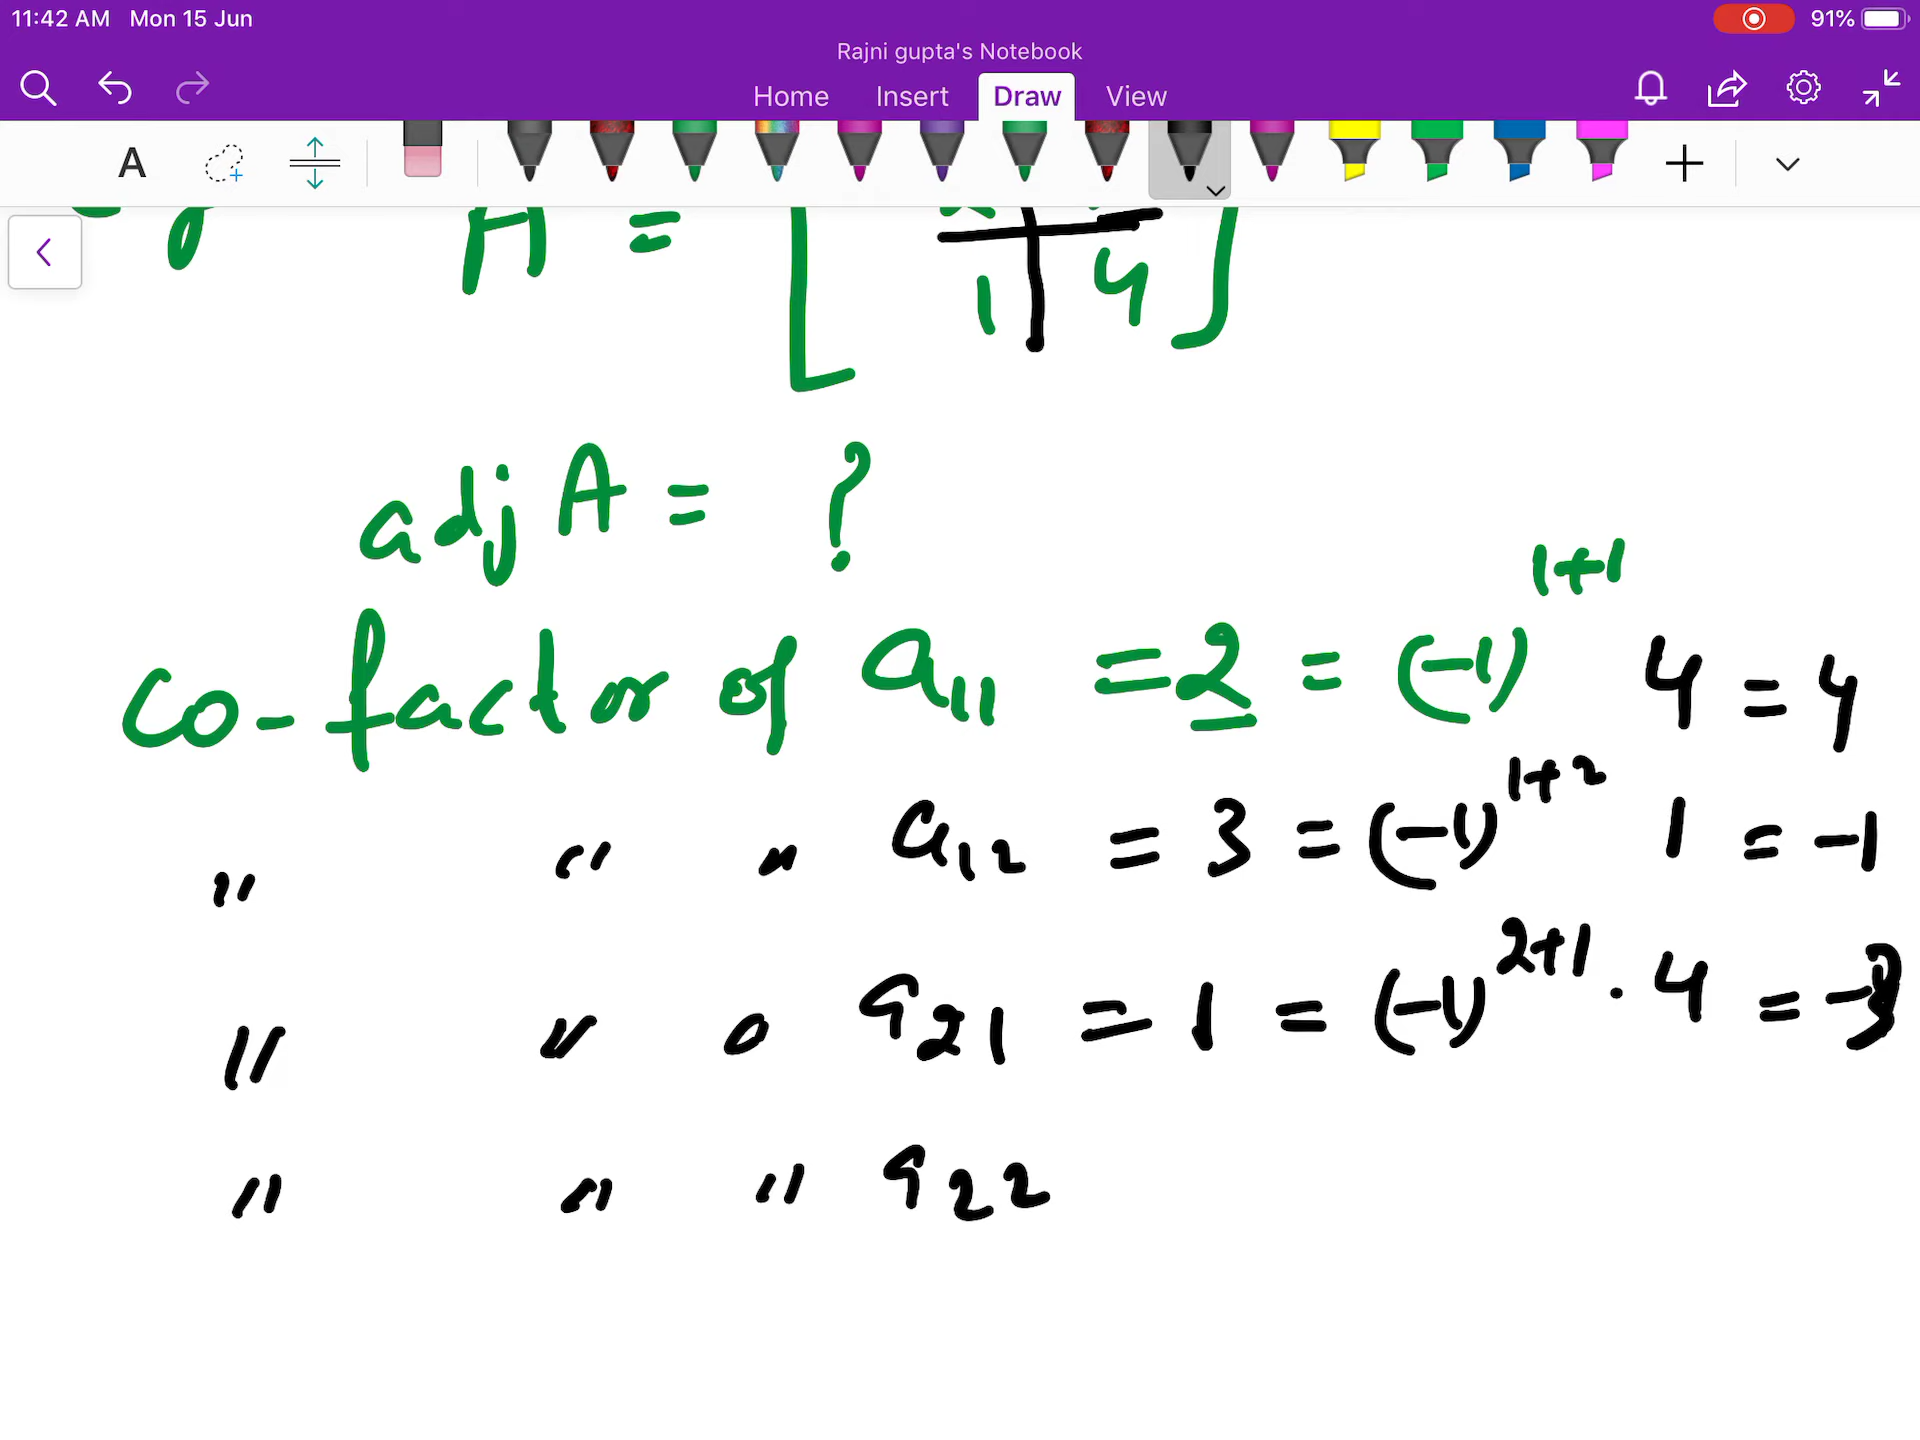 11:42 AM Mon 15 Jun
91%
Rajni gupta's Notebook
Home Insert Draw View
A
A = [
1 4 ]
adj A = ?
Co-factor of a₁₁ = 2 = (-1)¹⁺¹ 4 = 4
" " " a₁₂ = 3 = (-1)¹⁺² 1 = -1
" " " a₂₁ = 1 = (-1)²⁺¹ . 4 = -3
" " " a₂₂